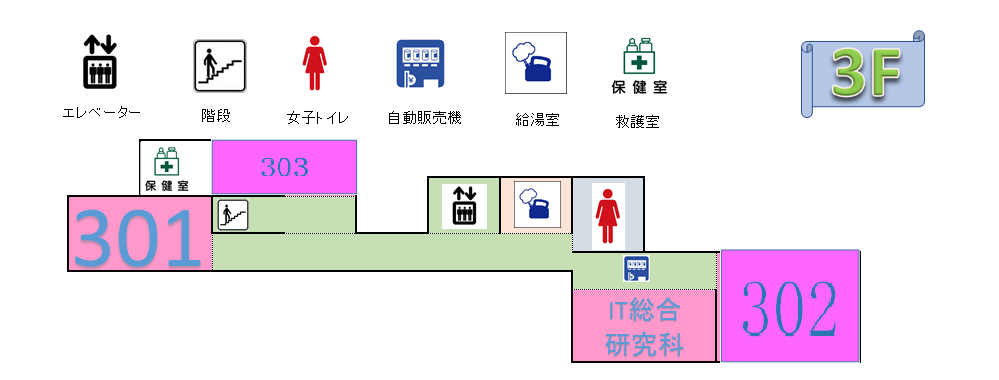 3F
保健室
エレベーター
階段
女子トイレ
自動販売機
給湯室
救護室
303
保健室
301
302
IT総合
研究科